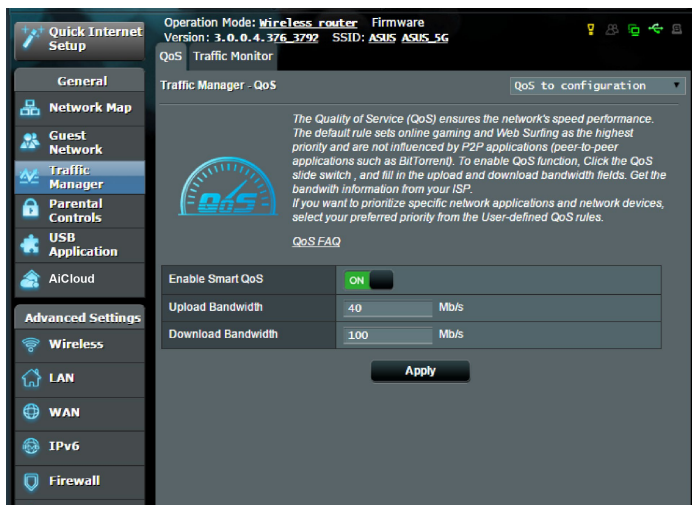 Quick Internet
Setup
General
Network Map
Guest
Network
Traffic
Manager
Parental
Controls
USB
Application
AiCloud
Advanced Settings
Wireless
LAN
WAN
IPv6
Firewall
Operation Mode: Wireless router Firmware
Version: 3.0.0.4.376_3792 SSID: ASUS ASUS_5G
QoS Traffic Monitor
Traffic Manager - QoS
QoS to configuration
QoS
The Quality of Service (QoS) ensures the network's speed performance.
The default rule sets online gaming and Web Surfing as the highest
priority and are not influenced by P2P applications (peer-to-peer
applications such as BitTorrent). To enable QoS function, Click the QoS
slide switch , and fill in the upload and download bandwidth fields. Get the
bandwith information from your ISP.
If you want to prioritize specific network applications and network devices,
select your preferred priority from the User-defined QoS rules.
QoS FAQ
Enable Smart QoS ON
Upload Bandwidth 40 Mb/s
Download Bandwidth 100 Mb/s
Apply